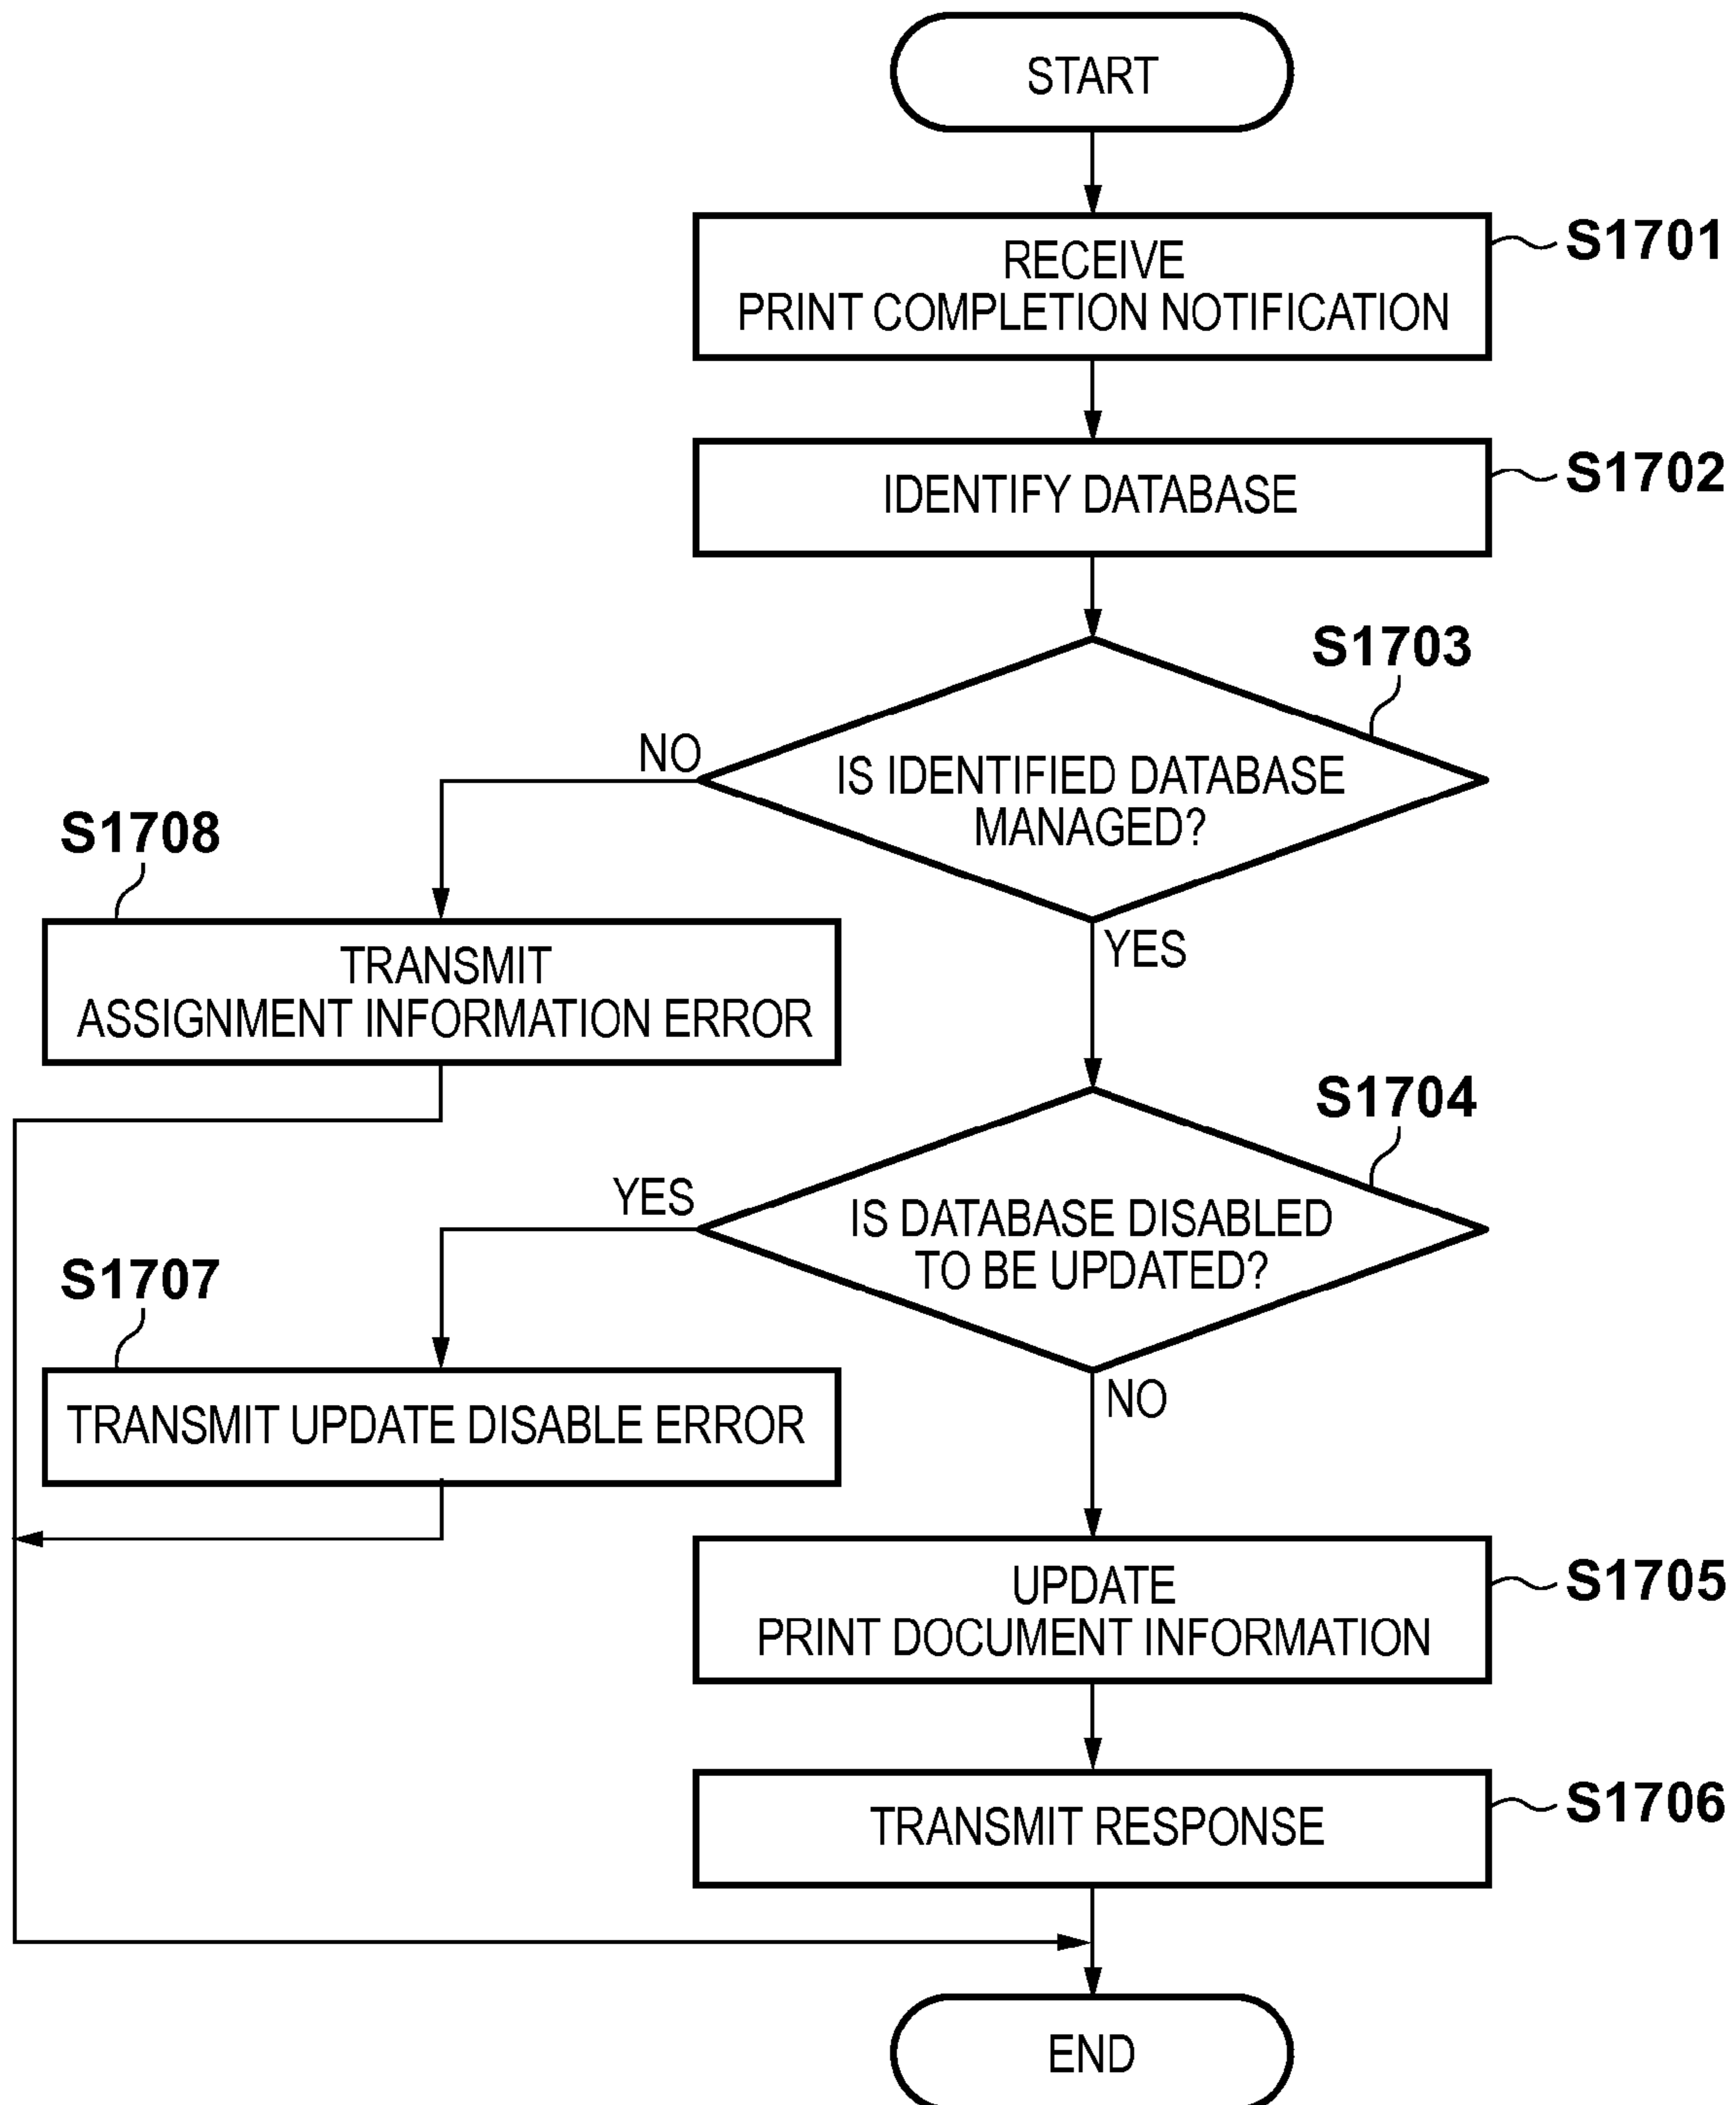 START
RECEIVE
PRINT COMPLETION NOTIFICATION
S1701
IDENTIFY DATABASE
S1702
S1703
IS IDENTIFIED DATABASE
MANAGED?
NO
YES
S1708
TRANSMIT
ASSIGNMENT INFORMATION ERROR
S1704
IS DATABASE DISABLED
TO BE UPDATED?
YES
NO
S1707
TRANSMIT UPDATE DISABLE ERROR
UPDATE
PRINT DOCUMENT INFORMATION
S1705
TRANSMIT RESPONSE
S1706
END